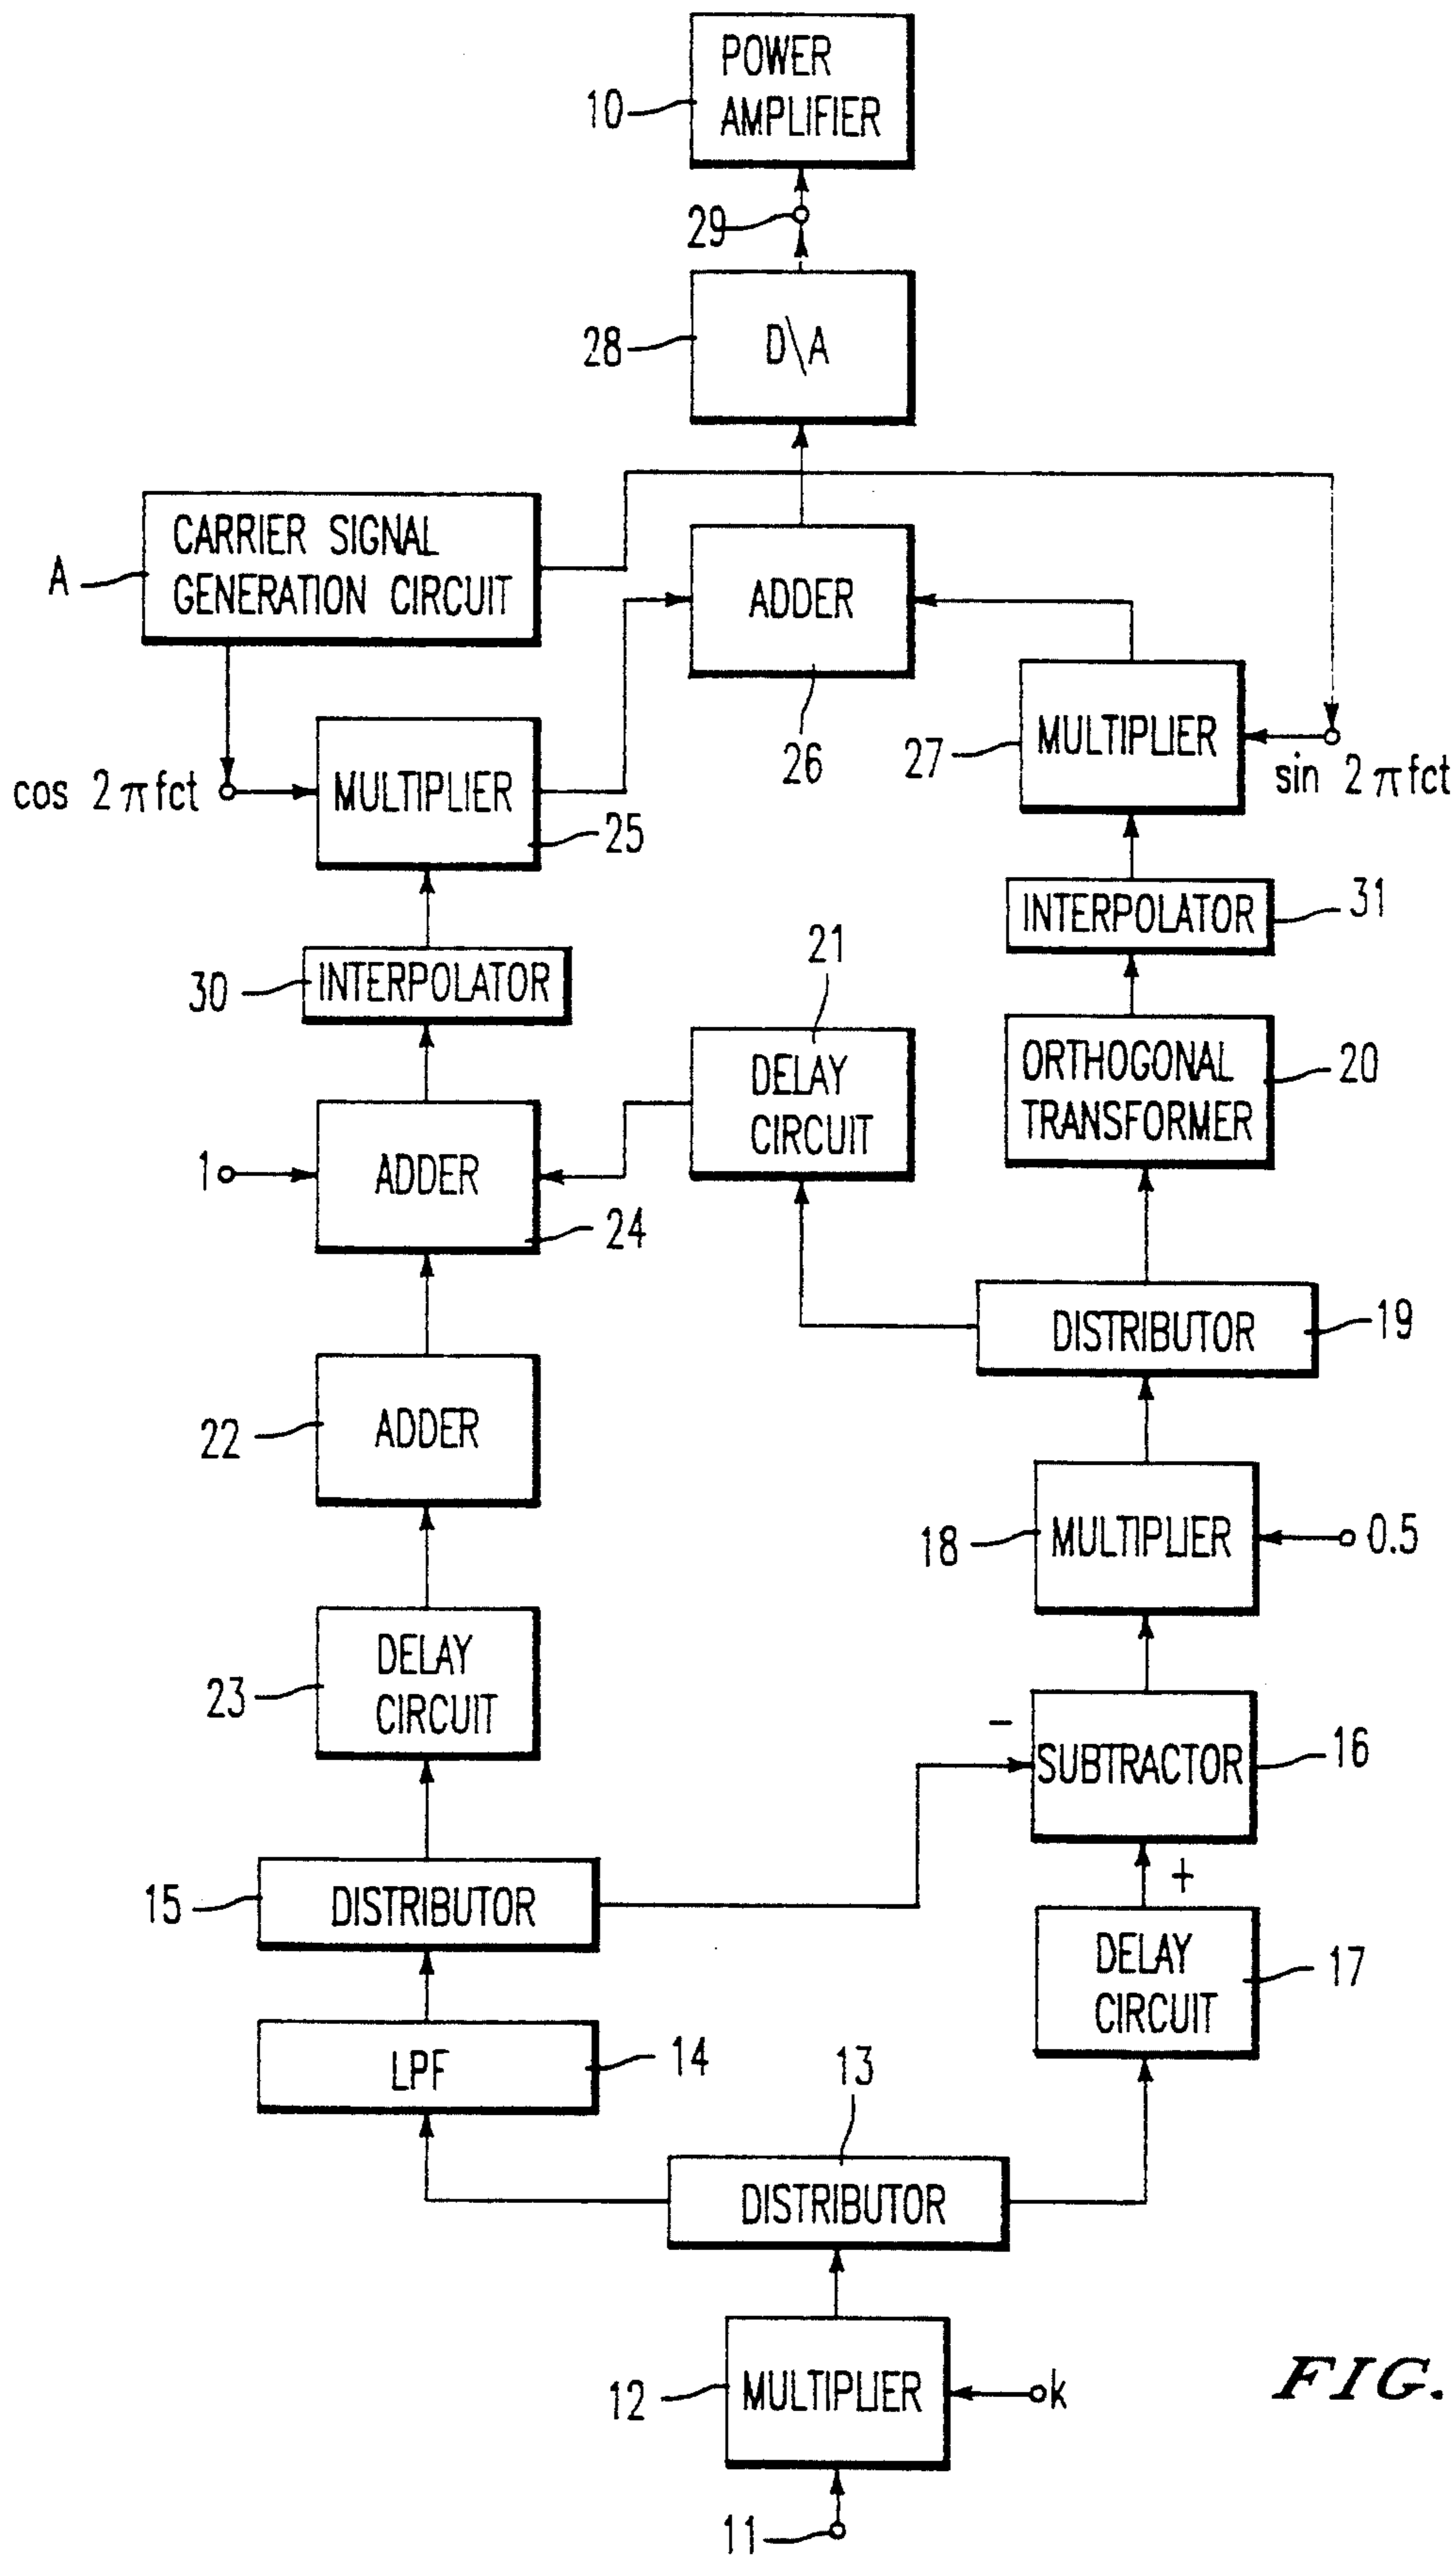 POWER
AMPLIFIER
10
29
D\A
28
CARRIER SIGNAL
GENERATION CIRCUIT
A
ADDER
26
MULTIPLIER
27
sin 2πfct
cos 2πfct
MULTIPLIER
25
INTERPOLATOR
31
INTERPOLATOR
30
21
DELAY
CIRCUIT
ORTHOGONAL
TRANSFORMER
20
1
ADDER
24
DISTRIBUTOR
19
ADDER
22
MULTIPLIER
18
0.5
DELAY
CIRCUIT
23
−
SUBTRACTOR
16
+
DISTRIBUTOR
15
DELAY
CIRCUIT
17
LPF
14
13
DISTRIBUTOR
MULTIPLIER
12
k
FIG.
11